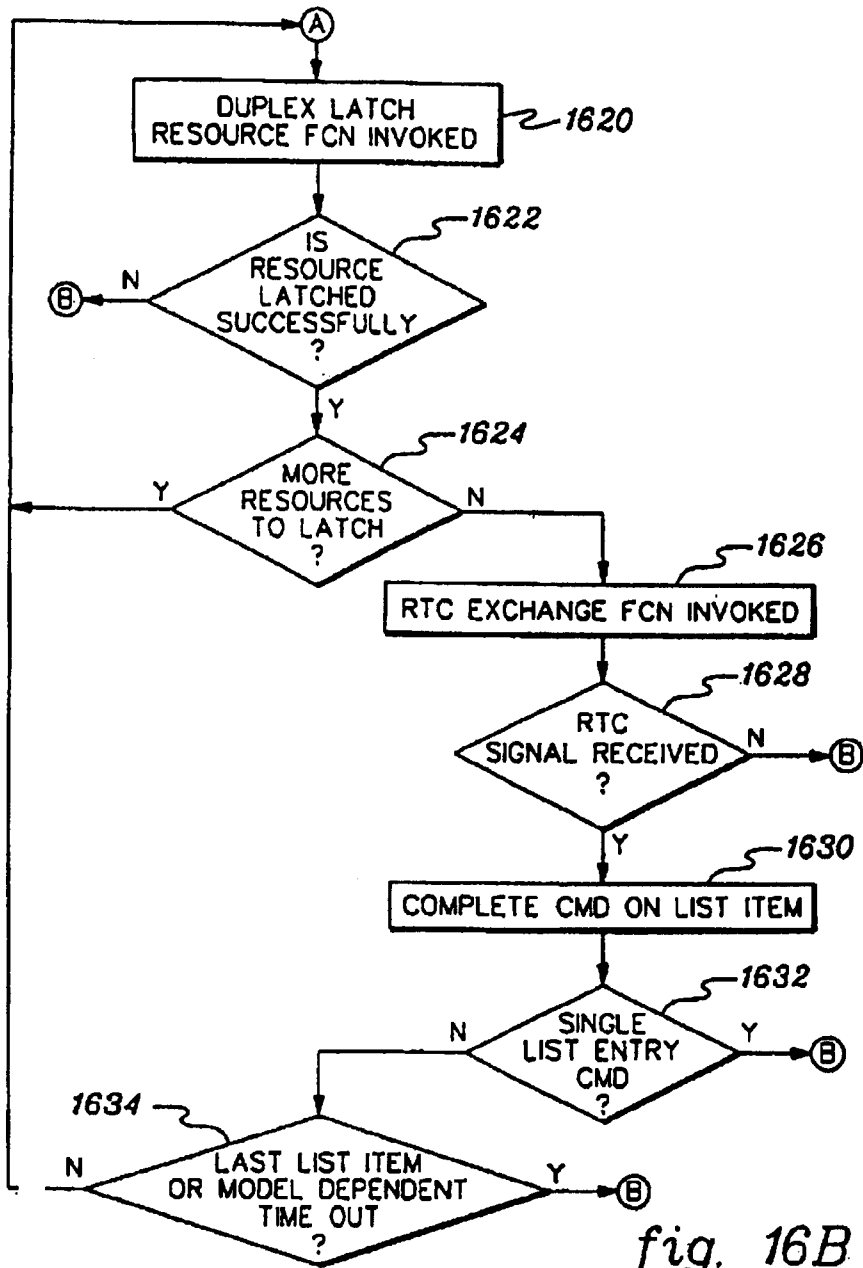 A
DUPLEX LATCH
RESOURCE FCN INVOKED
1620
1622
IS
RESOURCE
LATCHED
SUCCESSFULLY
?
N
B
Y
1624
MORE
RESOURCES
TO LATCH
?
Y
N
1626
RTC EXCHANGE FCN INVOKED
1628
RTC
SIGNAL RECEIVED
?
N
B
Y
1630
COMPLETE CMD ON LIST ITEM
1632
SINGLE
LIST ENTRY
CMD
?
N
Y
B
1634
LAST LIST ITEM
OR MODEL DEPENDENT
TIME OUT
?
N
Y
B
fig. 16B